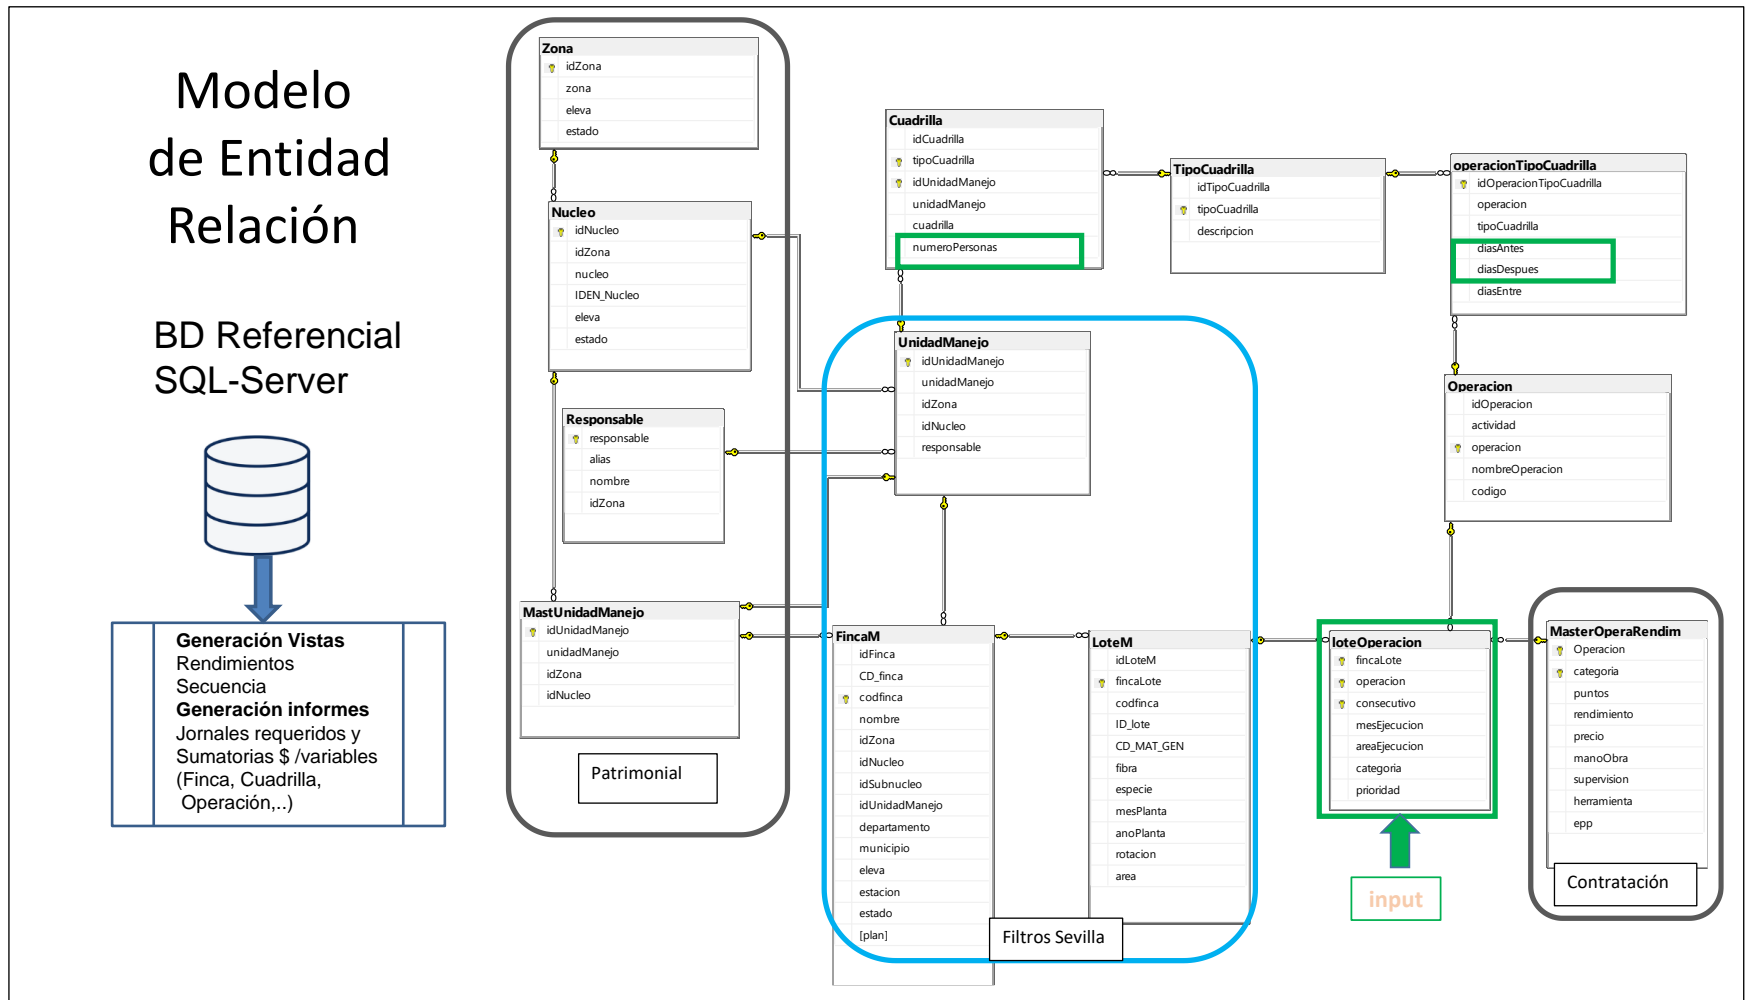 Modelo
de Entidad
Relación
BD Referencial
SQL-Server
Generación Vistas
Rendimientos
Secuencia
Generación informes
Jornales requeridos y
Sumatorias $ /variables
(Finca, Cuadrilla,
Operación,..)
Zona
idZona
zona
eleva
estado
Nucleo
idNucleo
idZona
nucleo
IDEN_Nucleo
eleva
estado
Responsable
responsable
alias
nombre
idZona
MastUnidadManejo
idUnidadManejo
unidadManejo
idZona
idNucleo
Patrimonial
Cuadrilla
idCuadrilla
tipoCuadrilla
idUnidadManejo
unidadManejo
cuadrilla
numeroPersonas
TipoCuadrilla
idTipoCuadrilla
tipoCuadrilla
descripcion
operacionTipoCuadrilla
idOperacionTipoCuadrilla
operacion
tipoCuadrilla
diasAntes
diasDespues
diasEntre
UnidadManejo
idUnidadManejo
unidadManejo
idZona
idNucleo
responsable
Operacion
idOperacion
actividad
operacion
nombreOperacion
codigo
FincaM
idFinca
CD_finca
codfinca
nombre
idZona
idNucleo
idSubnucleo
idUnidadManejo
departamento
municipio
eleva
estacion
estado
[plan]
LoteM
idLoteM
fincaLote
codfinca
ID_lote
CD_MAT_GEN
fibra
especie
mesPlanta
anoPlanta
rotacion
area
Filtros Sevilla
loteOperacion
fincaLote
operacion
consecutivo
mesEjecucion
areaEjecucion
categoria
prioridad
input
MasterOperaRendim
Operacion
categoria
puntos
rendimiento
precio
manoObra
supervision
herramienta
epp
Contratación